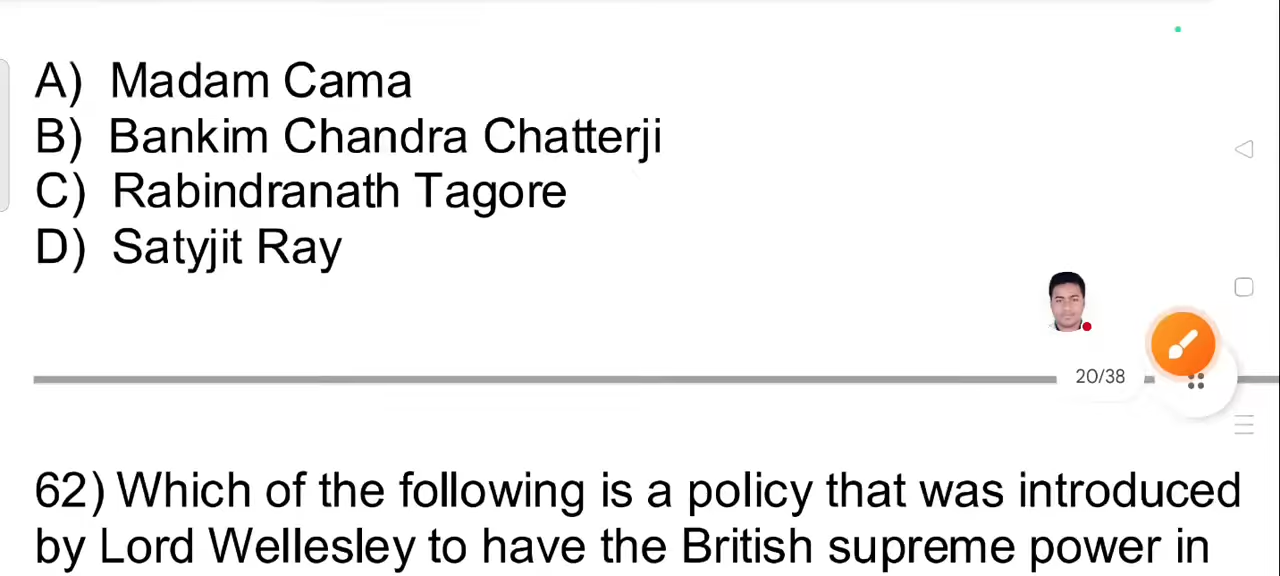 A) Madam Cama
B) Bankim Chandra Chatterji
C) Rabindranath Tagore
D) Satyjit Ray
20/38
62) Which of the following is a policy that was introduced
by Lord Wellesley to have the British supreme power in